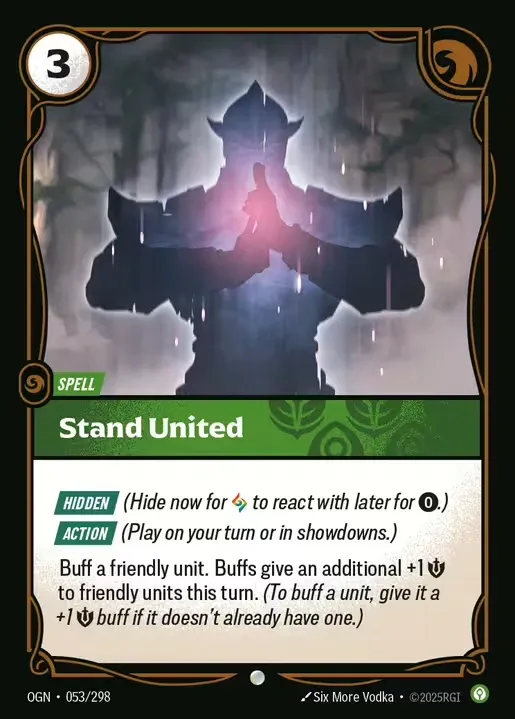 3
SPELL
Stand United
HIDDEN (Hide now for to react with later for 0.)
ACTION (Play on your turn or in showdowns.)
Buff a friendly unit. Buffs give an additional +1
to friendly units this turn. (To buff a unit, give it a
+1 buff if it doesn't already have one.)
OGN • 053/298
Six More Vodka • ©2025RGI